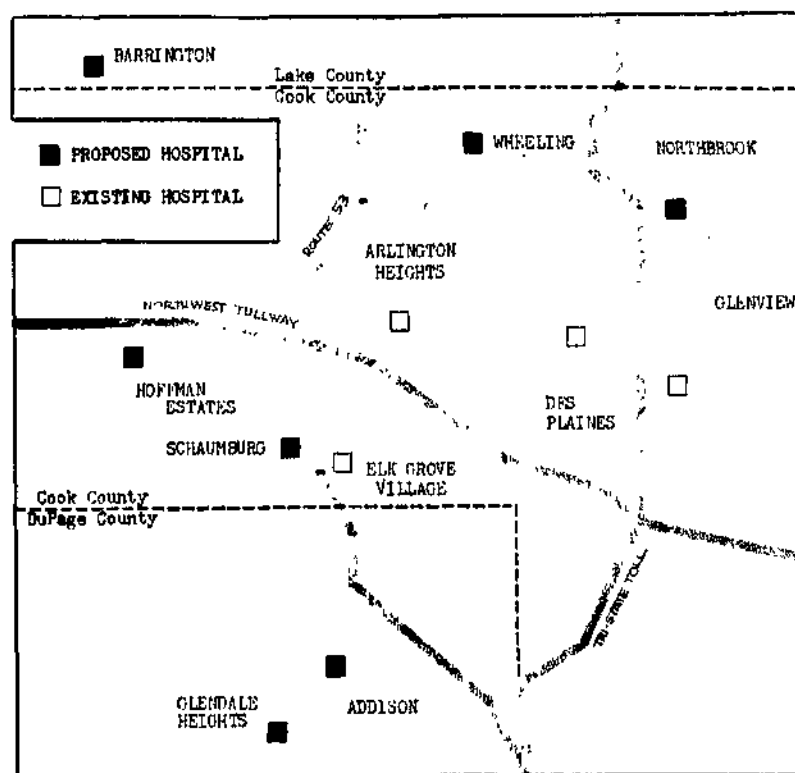 BARRINGTON
Lake County
Cook County
PROPOSED HOSPITAL
EXISTING HOSPITAL
WHEELING
NORTHBROOK
ROUTE 53
ARLINGTON
HEIGHTS
GLENVIEW
NORTHWEST TOLLWAY
HOFFMAN
ESTATES
DES
PLAINES
SCHAUMBURG
ELK GROVE
VILLAGE
Cook County
DuPage County
TRI-STATE TOLL
GLENDALE
HEIGHTS
ADDISON